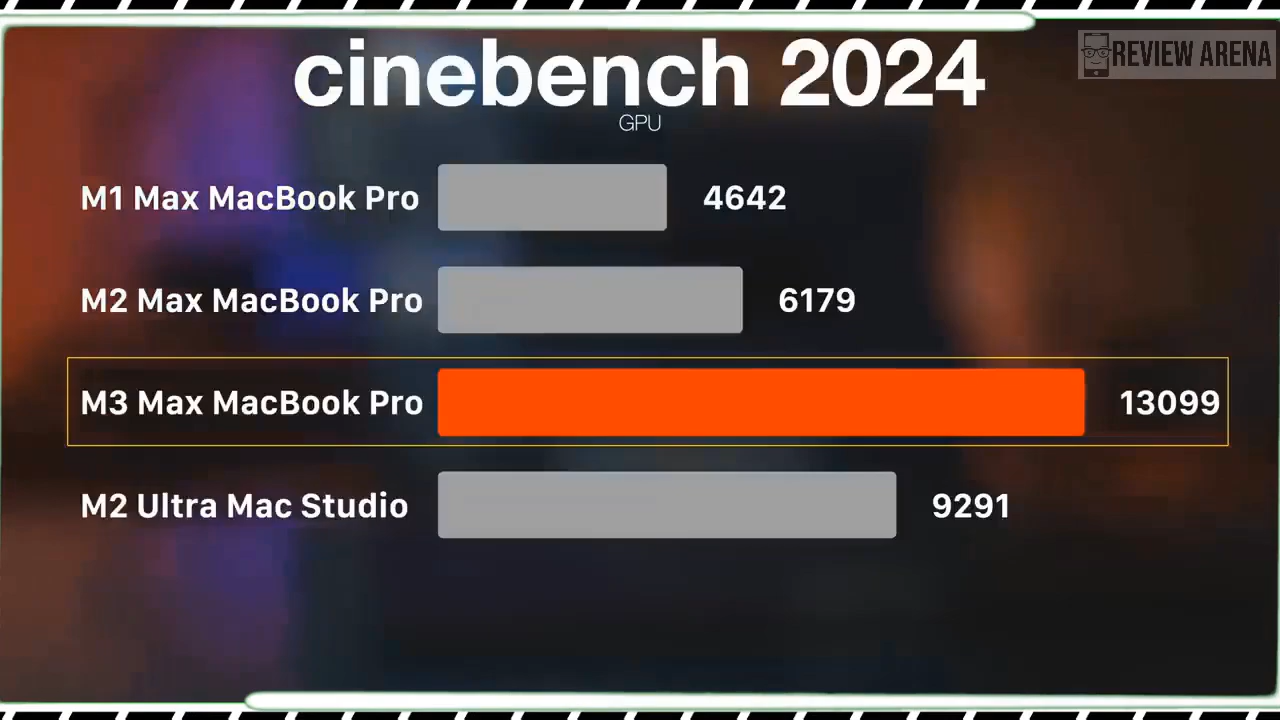 cinebench 2024
GPU
REVIEW ARENA
M1 Max MacBook Pro 4642
M2 Max MacBook Pro 6179
M3 Max MacBook Pro 13099
M2 Ultra Mac Studio 9291